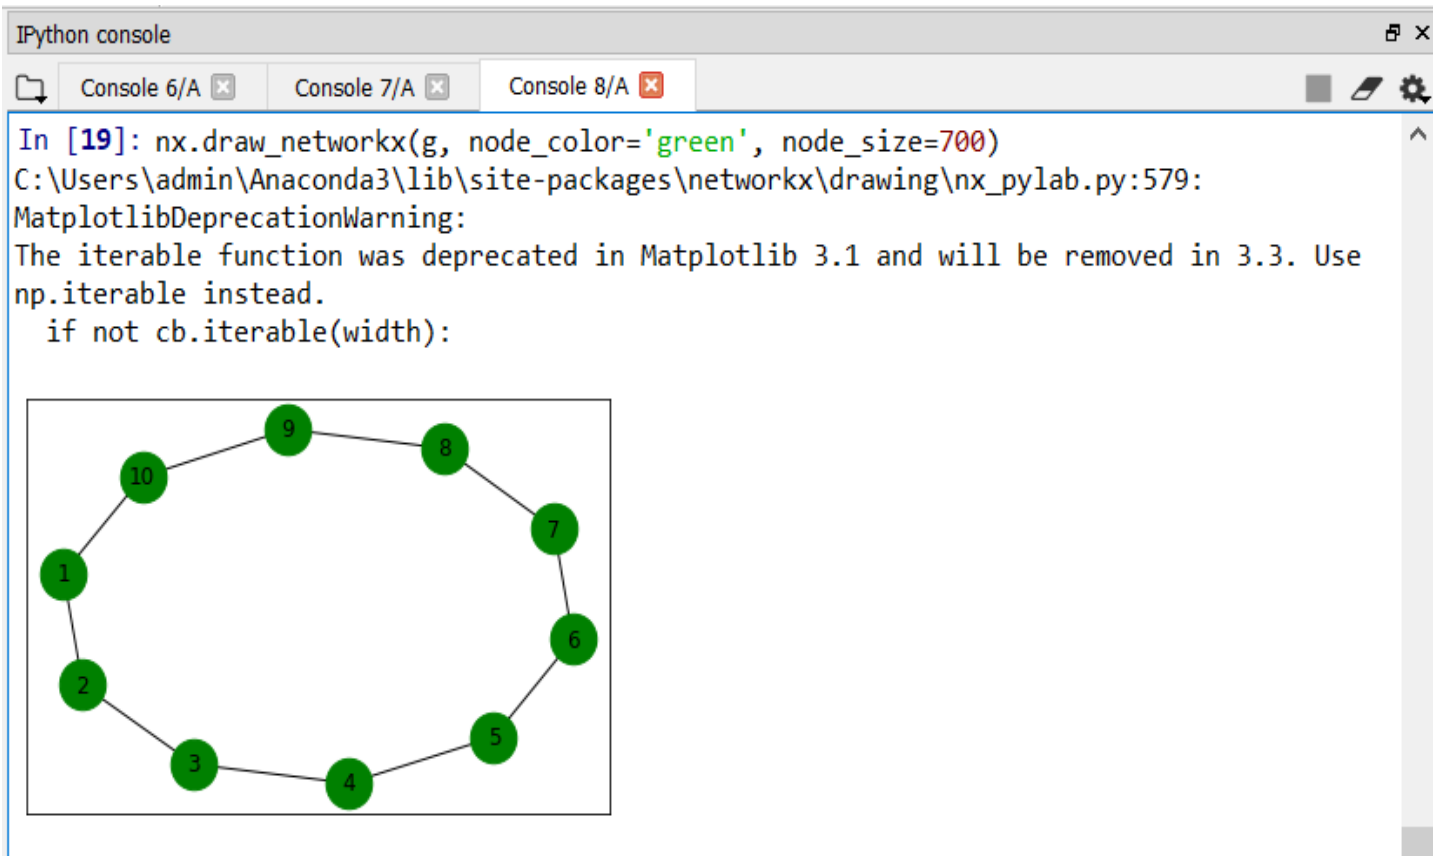 IPython console
Console 6/A
Console 7/A
Console 8/A
In [19]: nx.draw_networkx(g, node_color='green', node_size=700)
C:\Users\admin\Anaconda3\lib\site-packages\networkx\drawing\nx_pylab.py:579:
MatplotlibDeprecationWarning:
The iterable function was deprecated in Matplotlib 3.1 and will be removed in 3.3. Use
np.iterable instead.
  if not cb.iterable(width):
9
8
10
7
1
6
2
5
3
4